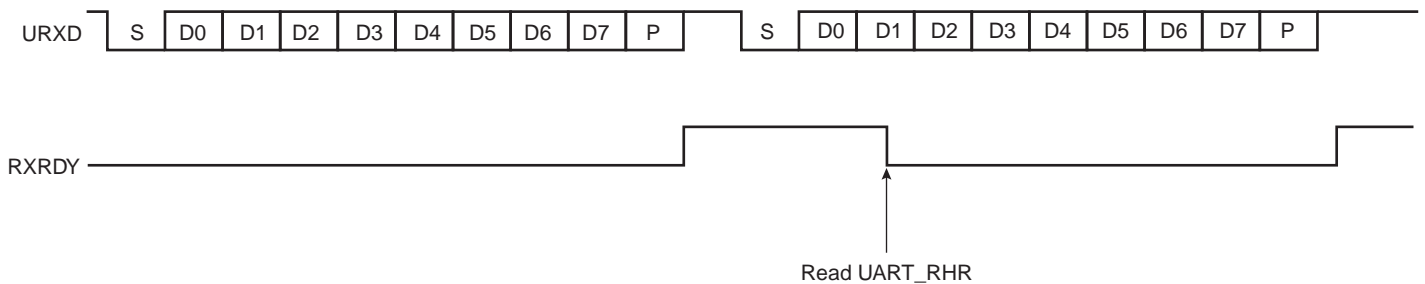 URXD S D0 D1 D2 D3 D4 D5 D6 D7 P S D0 D1 D2 D3 D4 D5 D6 D7 P
RXRDY
Read UART_RHR